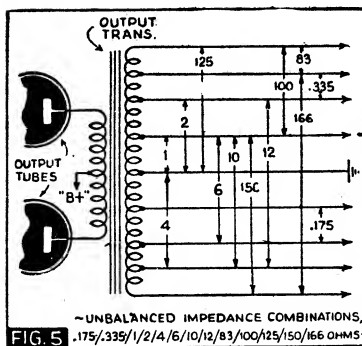 OUTPUT
TRANS.
125
83
.335
100
2
166
1
10
12
6
150
4
.175
OUTPUT
TUBES
"B+"
~UNBALANCED IMPEDANCE COMBINATIONS,
FIG. 5
.175/.335/1/2/4/6/10/12/83/100/125/150/166 OHMS~